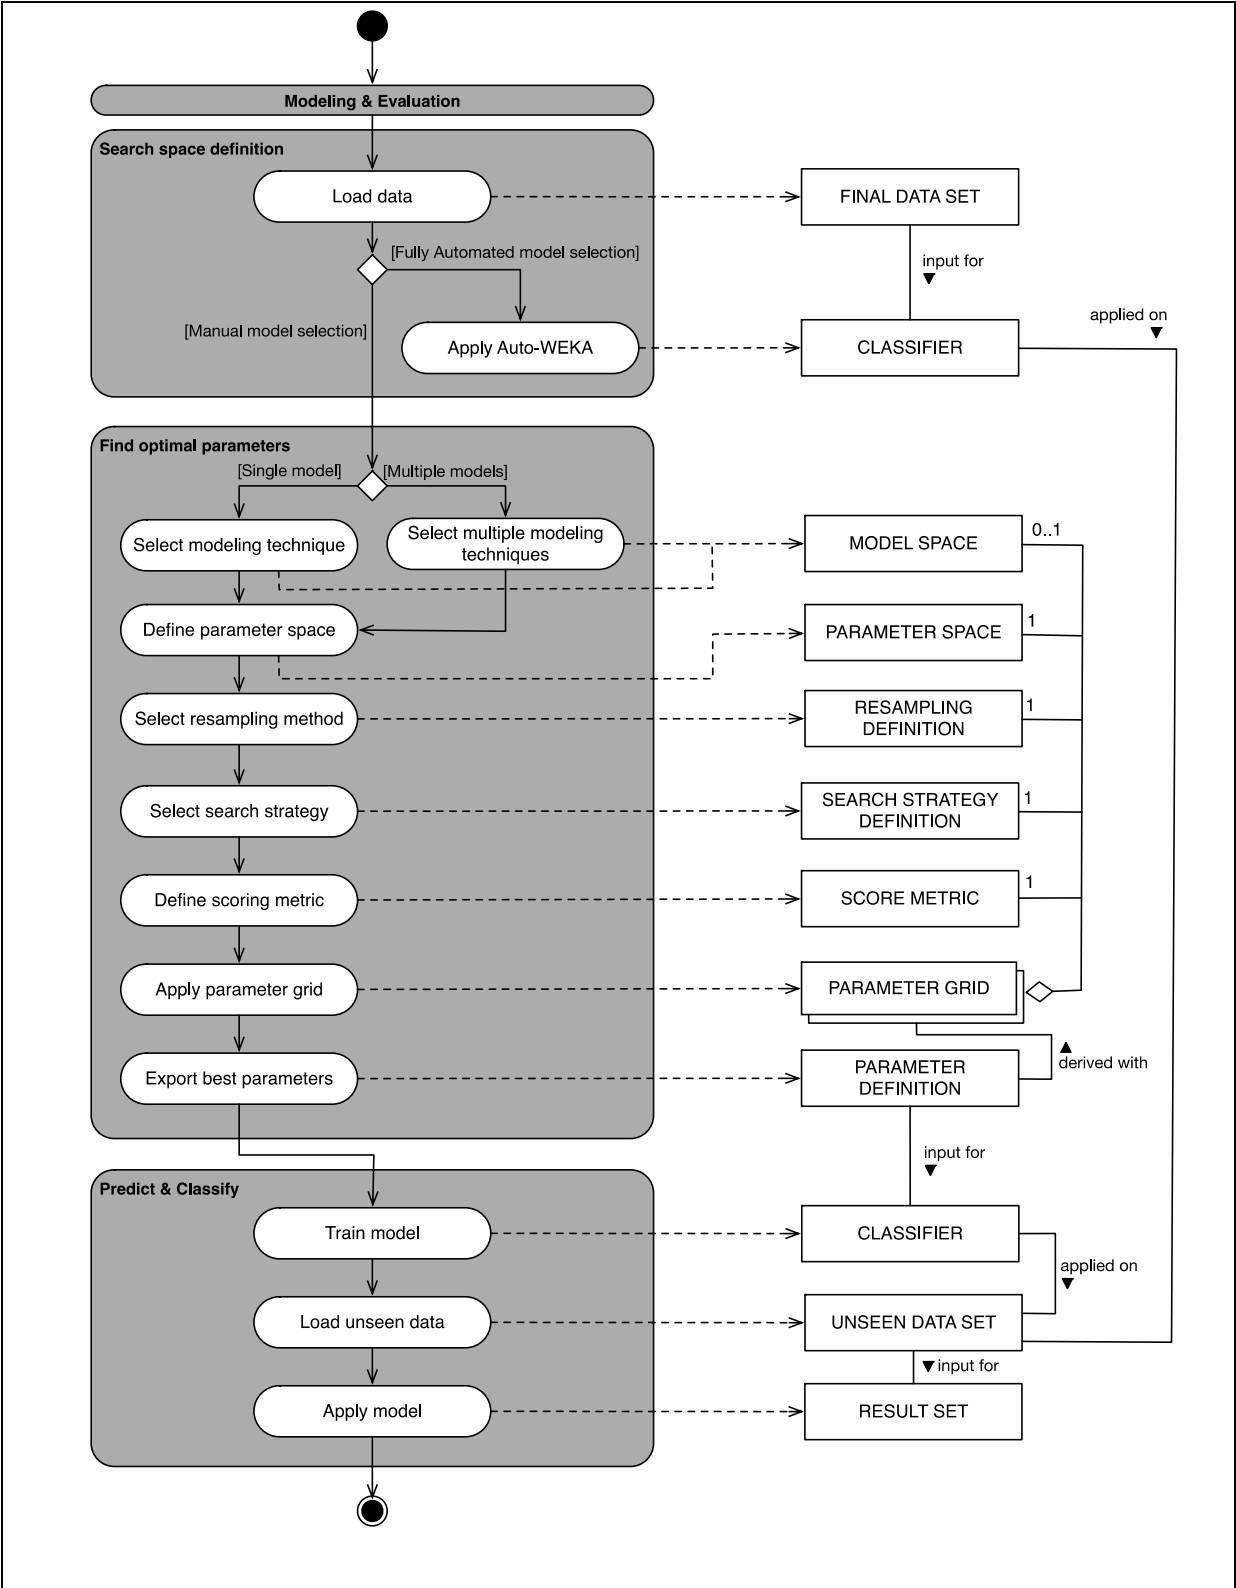 Modeling & Evaluation
Search space definition
Load data
FINAL DATA SET
[Fully Automated model selection]
input for
▼
[Manual model selection]
Apply Auto-WEKA
CLASSIFIER
applied on
▼
Find optimal parameters
[Single model]
[Multiple models]
Select modeling technique
Select multiple modeling
techniques
MODEL SPACE
0..1
Define parameter space
PARAMETER SPACE
1
Select resampling method
RESAMPLING
DEFINITION
1
Select search strategy
SEARCH STRATEGY
DEFINITION
1
Define scoring metric
SCORE METRIC
1
Apply parameter grid
PARAMETER GRID
▲
derived with
Export best parameters
PARAMETER
DEFINITION
input for
▼
Predict & Classify
Train model
CLASSIFIER
applied on
▼
Load unseen data
UNSEEN DATA SET
▼ input for
Apply model
RESULT SET